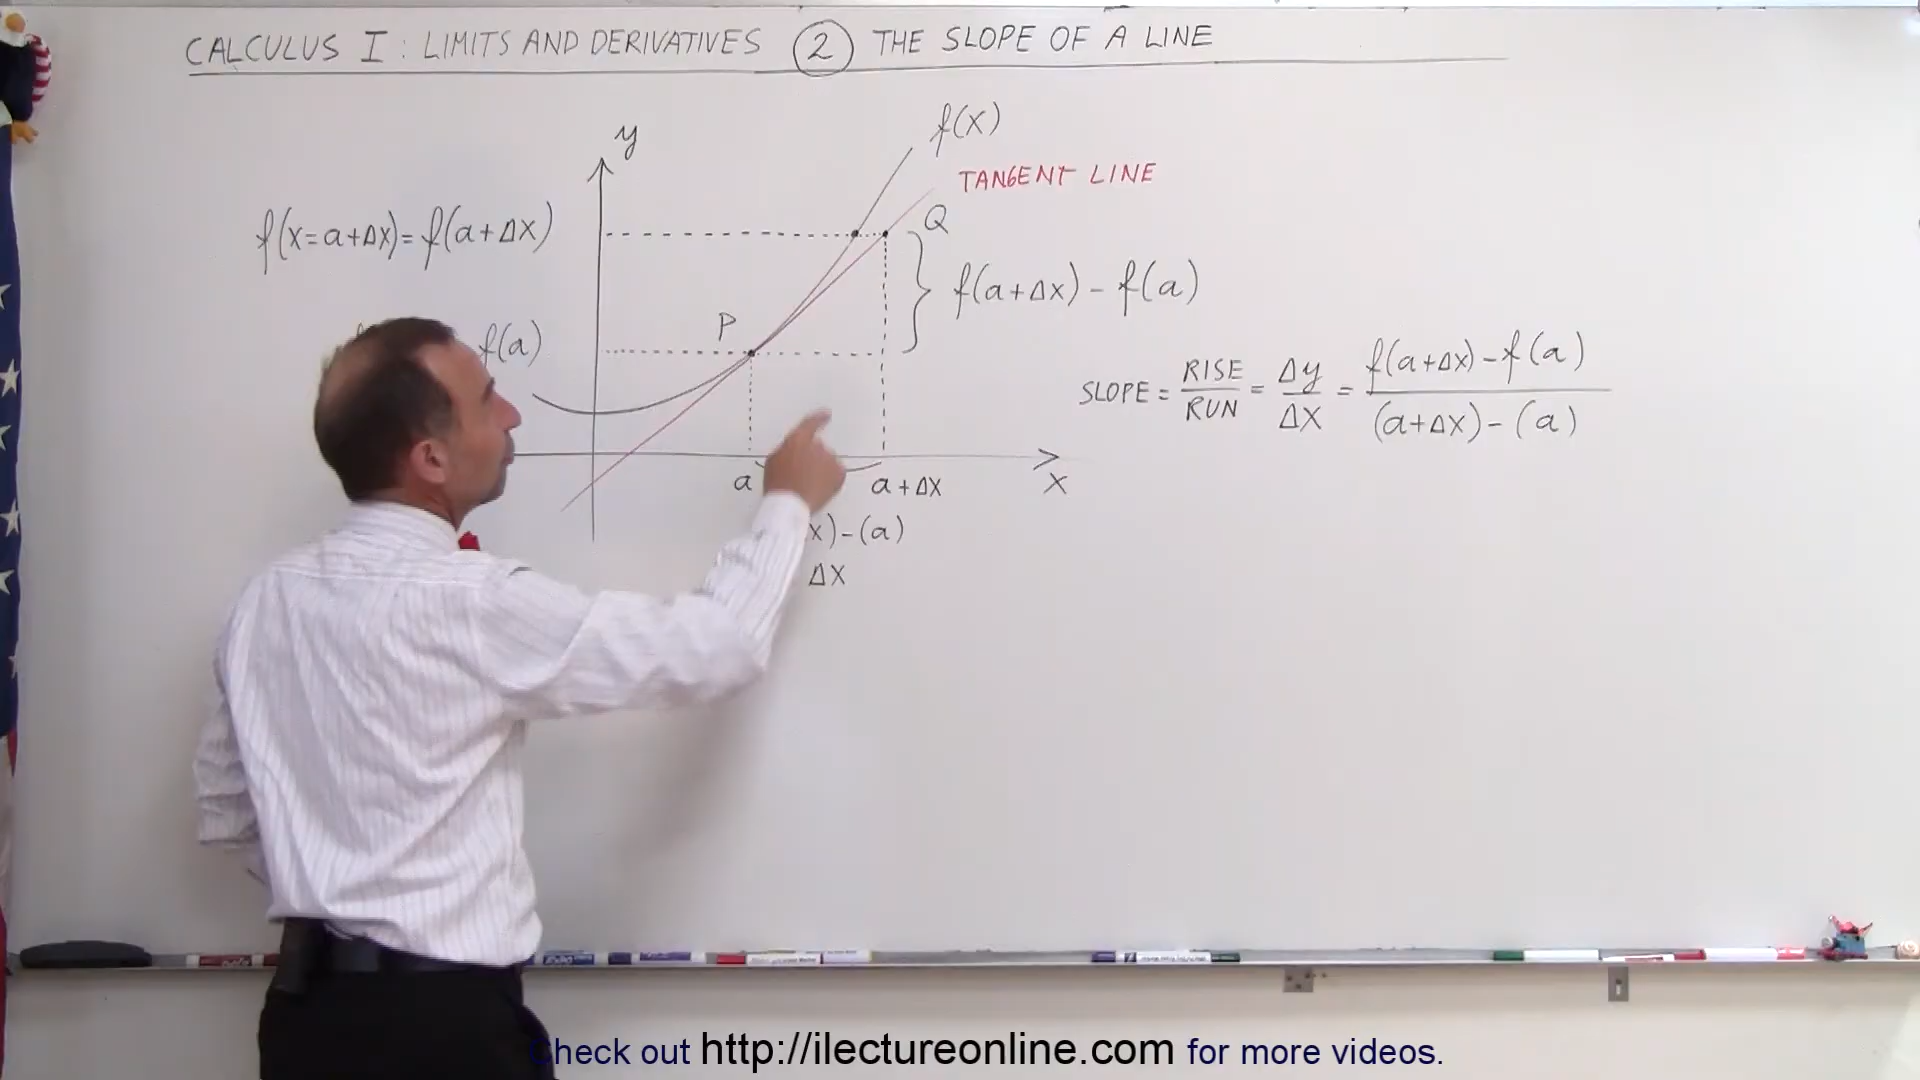 CALCULUS I: LIMITS AND DERIVATIVES 2 THE SLOPE OF A LINE
y
f(x)
TANGENT LINE
f(x=a+Δx)=f(a+Δx)
Q
f(a+Δx)-f(a)
P
f(a)
SLOPE = RISE/RUN = Δy/Δx = f(a+Δx)-f(a)/(a+Δx)-(a)
a
a+Δx
x
x)-(a)
Δx
Check out http://ilectureonline.com for more videos.